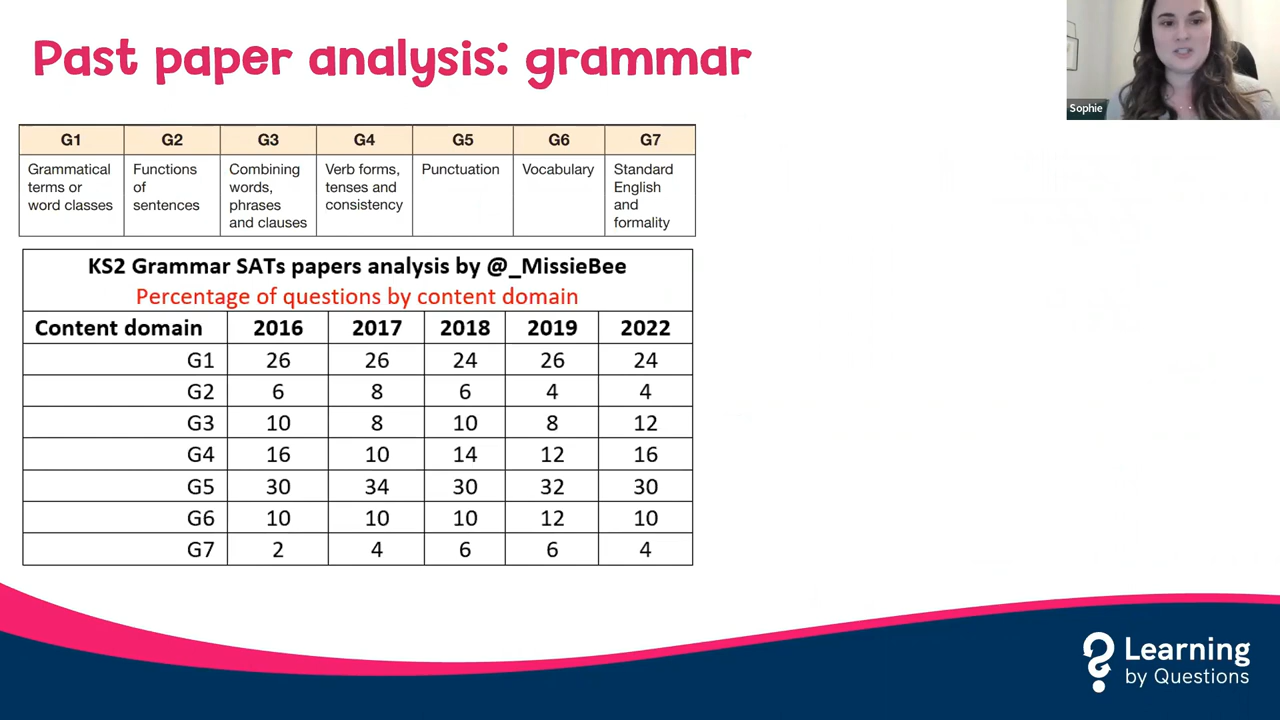 Past paper analysis: grammar
Sophie
G1 G2 G3 G4 G5 G6 G7
Grammatical terms or word classes
Functions of sentences
Combining words, phrases and clauses
Verb forms, tenses and consistency
Punctuation
Vocabulary
Standard English and formality
KS2 Grammar SATs papers analysis by @_MissieBee
Percentage of questions by content domain
Content domain 2016 2017 2018 2019 2022
G1 26 26 24 26 24
G2 6 8 6 4 4
G3 10 8 10 8 12
G4 16 10 14 12 16
G5 30 34 30 32 30
G6 10 10 10 12 10
G7 2 4 6 6 4
Learning
by Questions